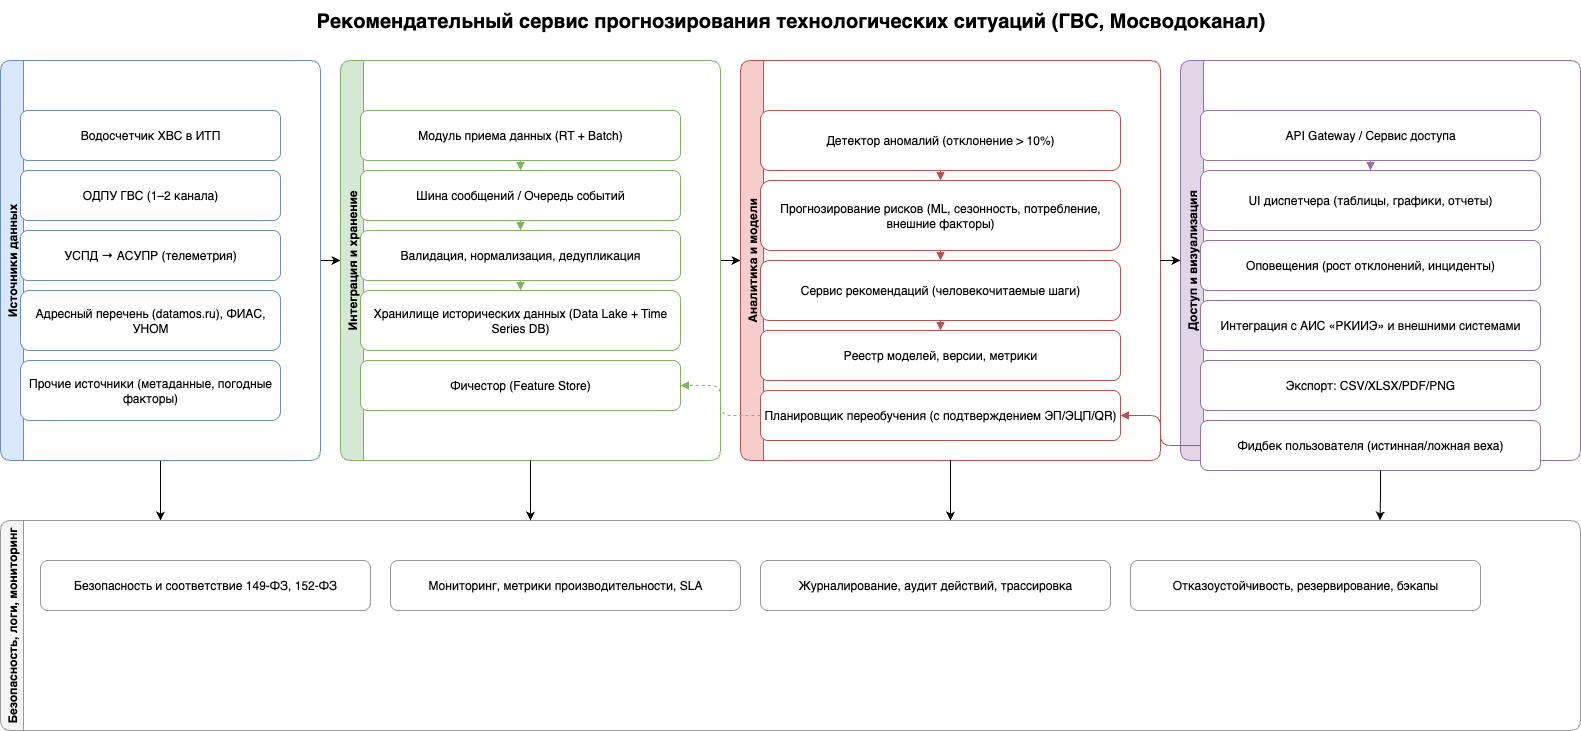 Рекомендательный сервис прогнозирования технологических ситуаций (ГВС, Мосводоканал)
Источники данных
Водосчетчик ХВС в ИТП
ОДПУ ГВС (1–2 канала)
УСПД → АСУПР (телеметрия)
Адресный перечень (datamos.ru), ФИАС,
УНОМ
Прочие источники (метаданные, погодные
факторы)
Интеграция и хранение
Модуль приема данных (RT + Batch)
Шина сообщений / Очередь событий
Валидация, нормализация, дедупликация
Хранилище исторических данных (Data Lake + Time
Series DB)
Фичестор (Feature Store)
Аналитика и модели
Детектор аномалий (отклонение > 10%)
Прогнозирование рисков (ML, сезонность, потребление,
внешние факторы)
Сервис рекомендаций (человекочитаемые шаги)
Реестр моделей, версии, метрики
Планировщик переобучения (с подтверждением ЭП/ЭЦП/QR)
Доступ и визуализация
API Gateway / Сервис доступа
UI диспетчера (таблицы, графики, отчеты)
Оповещения (рост отклонений, инциденты)
Интеграция с АИС «РКИИЭ» и внешними системами
Экспорт: CSV/XLSX/PDF/PNG
Фидбек пользователя (истинная/ложная веха)
Безопасность, логи, мониторинг
Безопасность и соответствие 149-ФЗ, 152-ФЗ
Мониторинг, метрики производительности, SLA
Журналирование, аудит действий, трассировка
Отказоустойчивость, резервирование, бэкапы